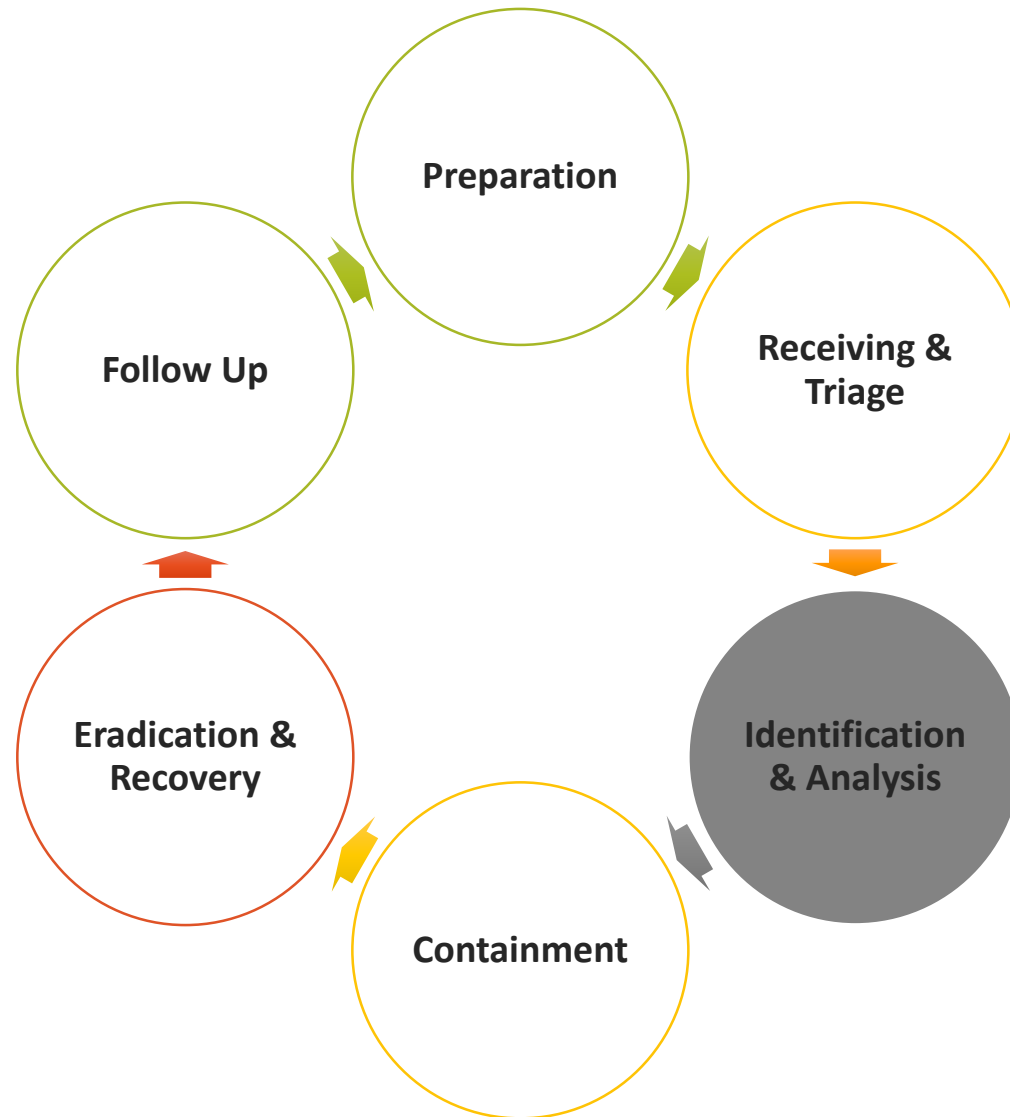 Preparation
Receiving &
Triage
Identification
& Analysis
Containment
Eradication &
Recovery
Follow Up